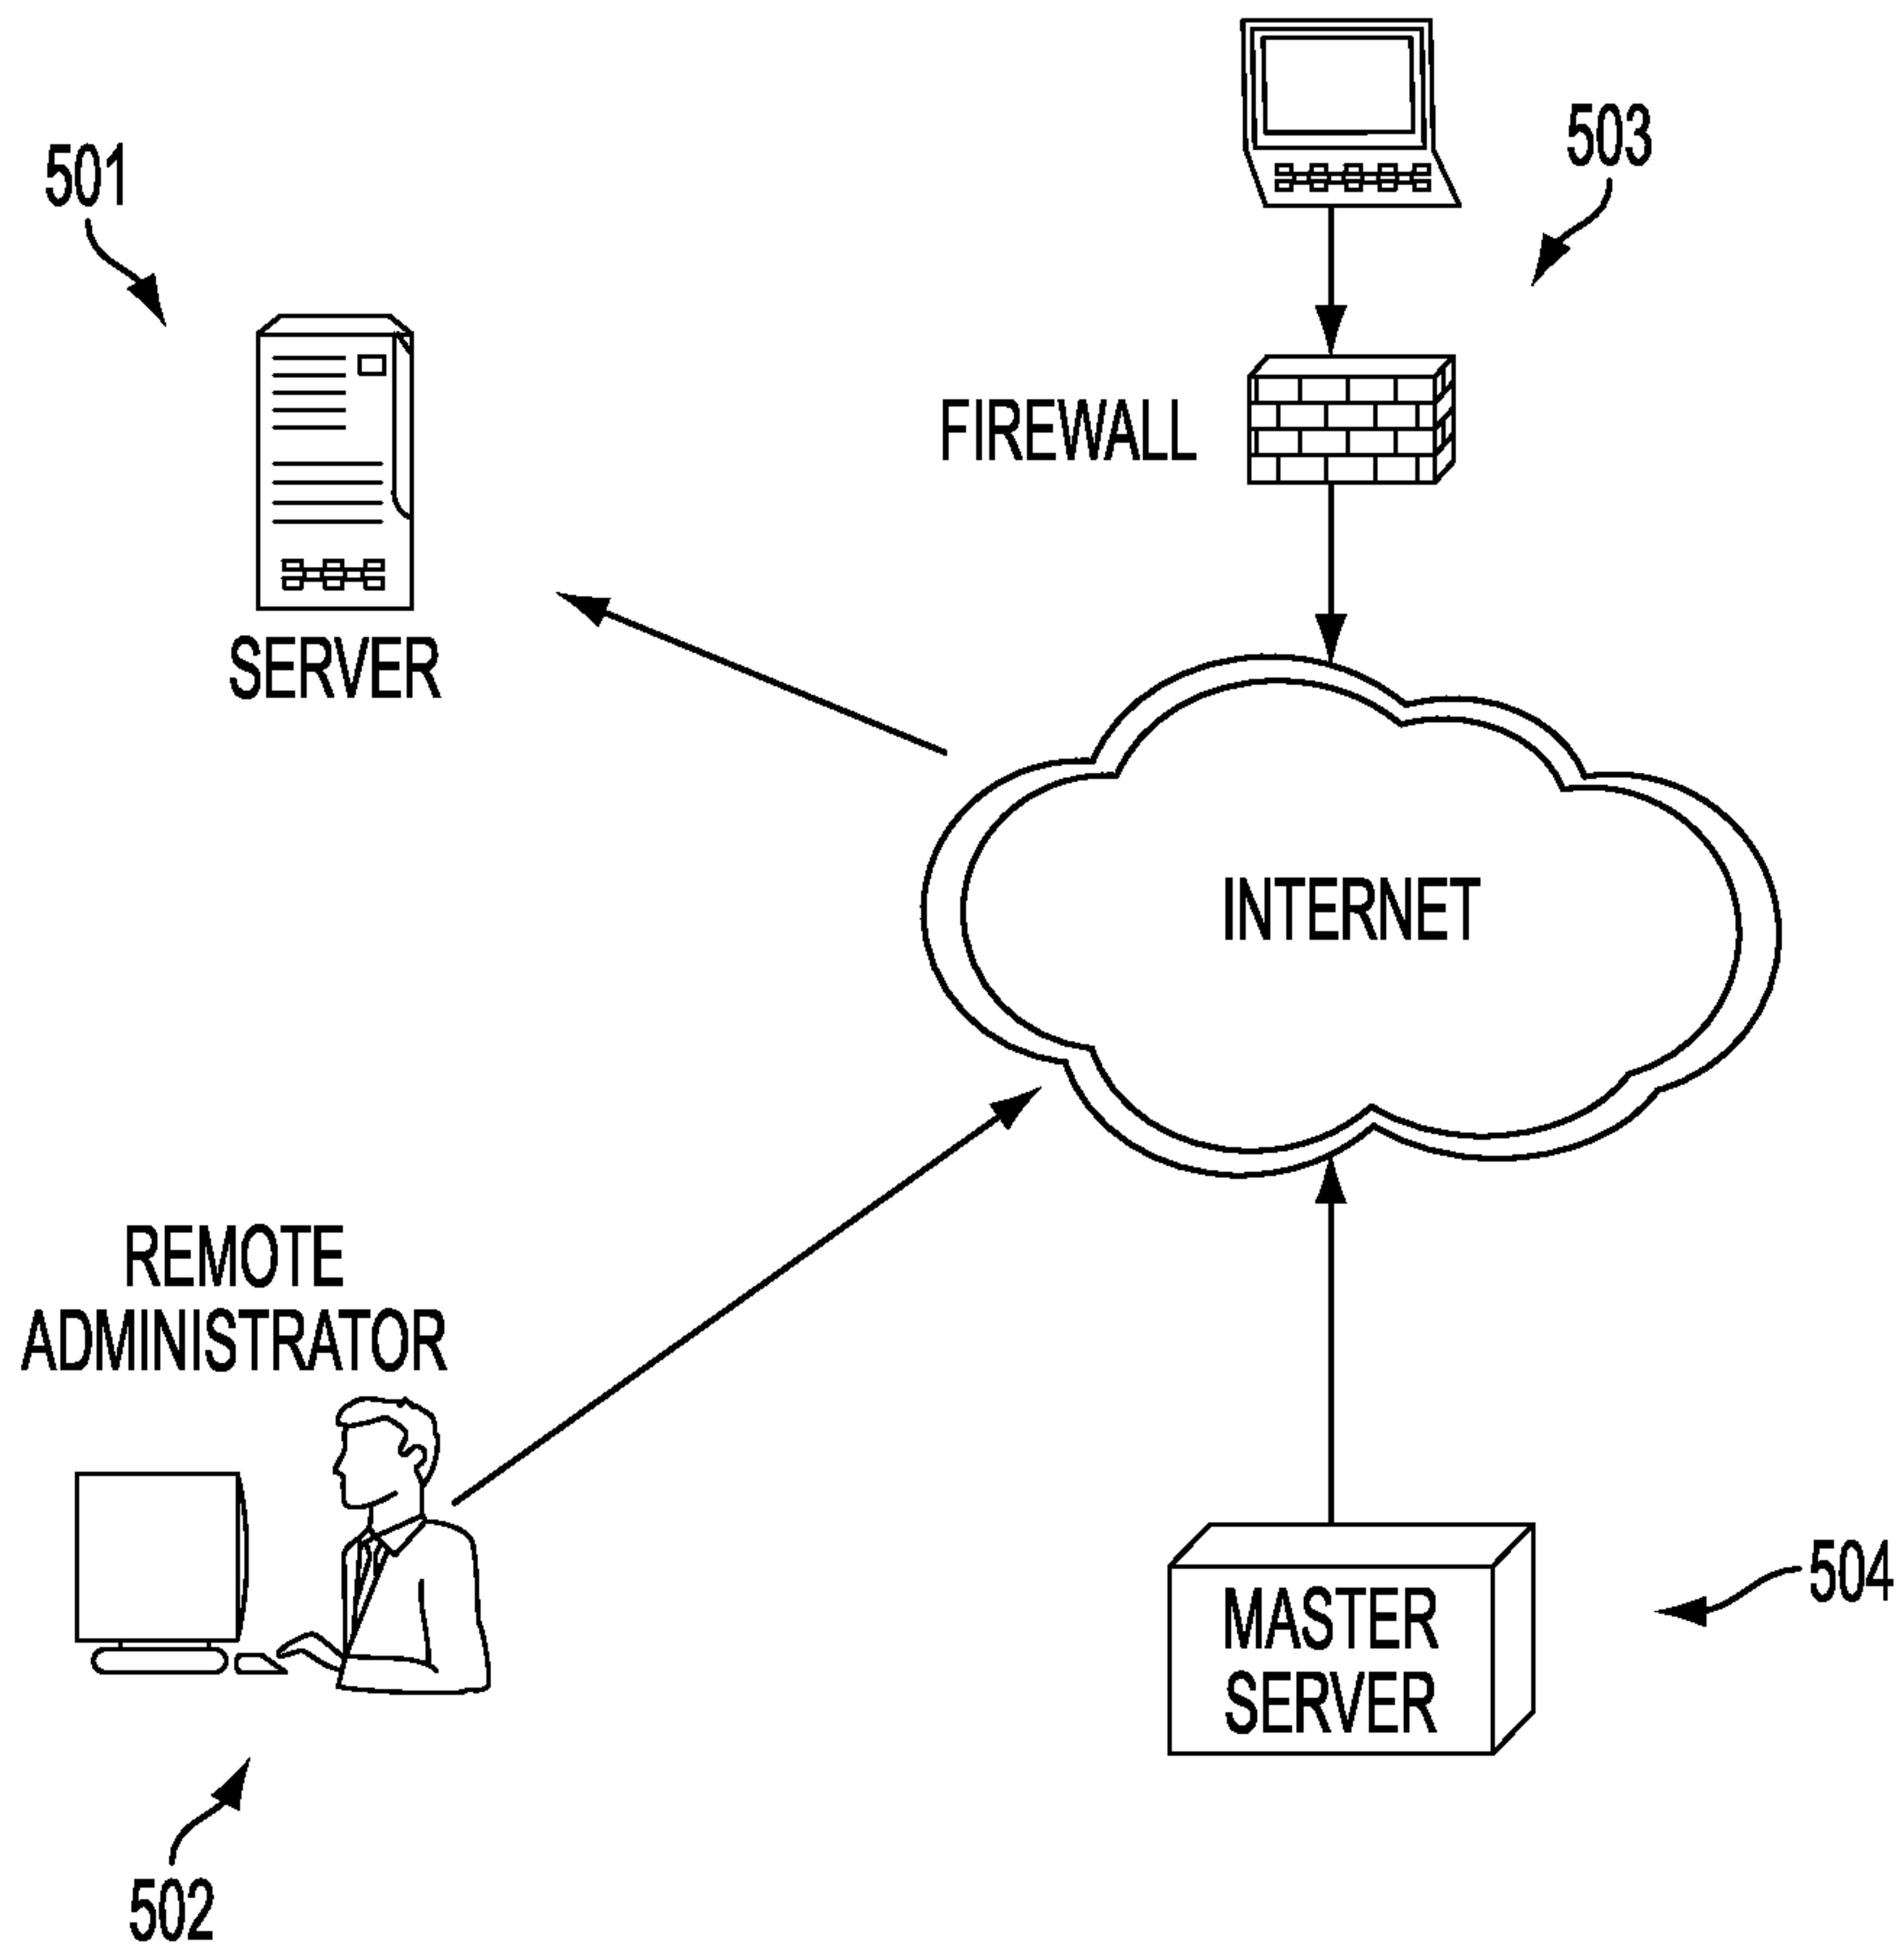 503
501
FIREWALL
SERVER
INTERNET
REMOTE
ADMINISTRATOR
504
MASTER
SERVER
502